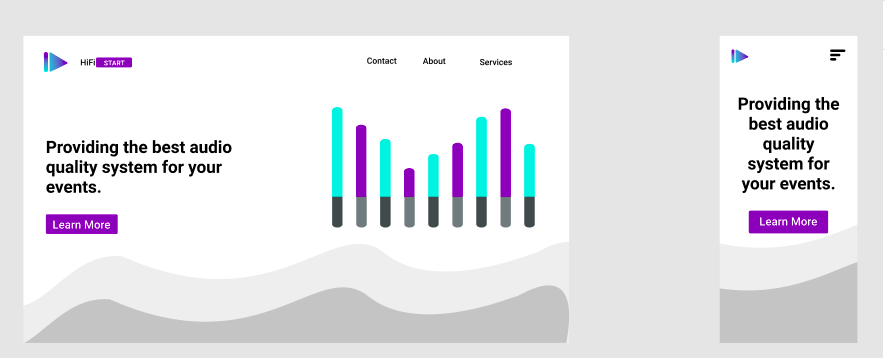 HiFi START
Contact About Services
Providing the best audio
quality system for your
events.
Learn More
Providing the
best audio
quality
system for
your events.
Learn More